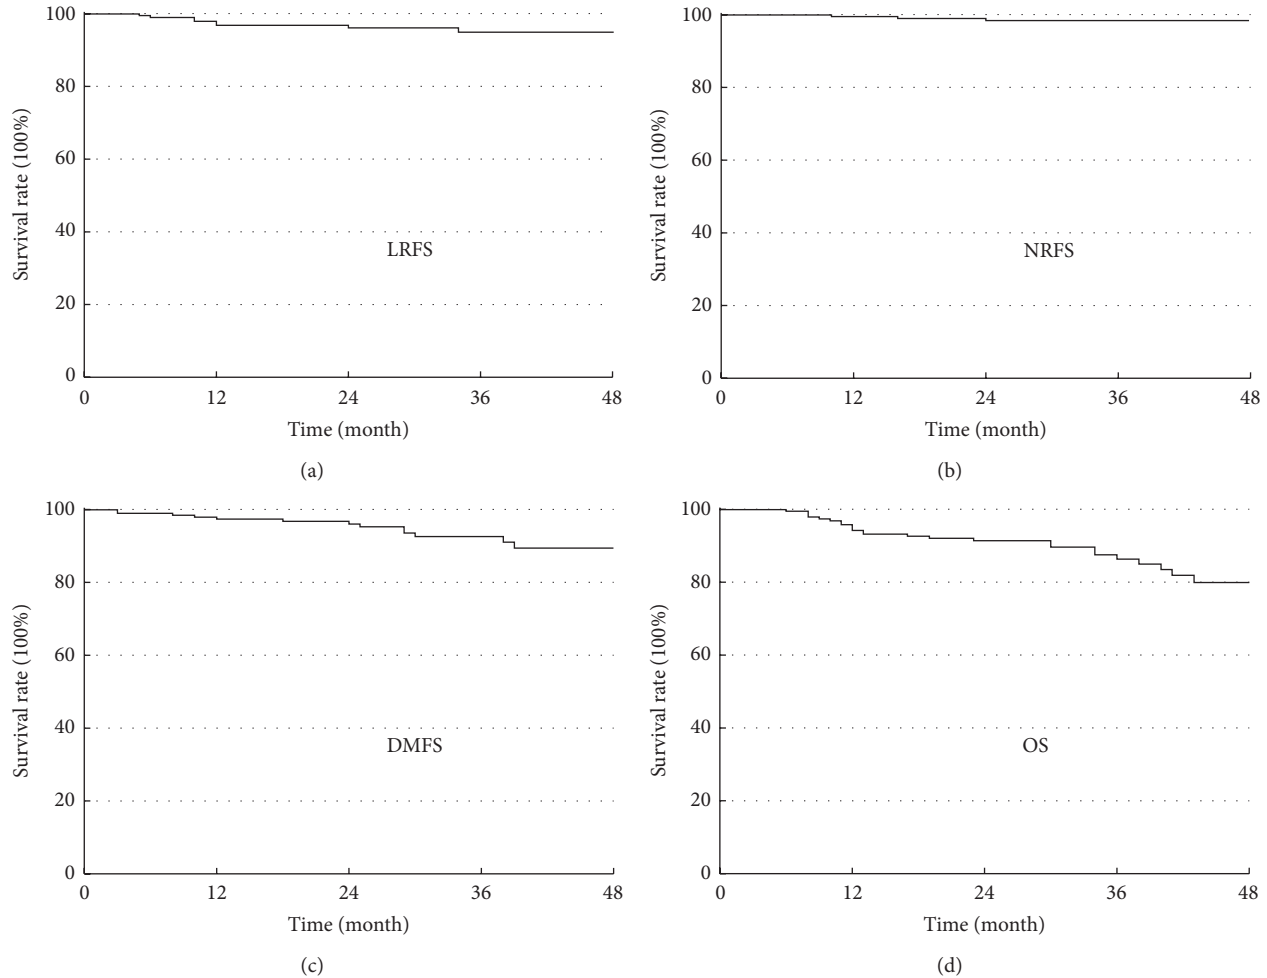 100
80
60
40
20
0
Survival rate (100%)
LRFS
0 12 24 36 48
Time (month)
(a)
100
80
60
40
20
0
Survival rate (100%)
NRFS
0 12 24 36 48
Time (month)
(b)
100
80
60
40
20
0
Survival rate (100%)
DMFS
0 12 24 36 48
Time (month)
(c)
100
80
60
40
20
0
Survival rate (100%)
OS
0 12 24 36 48
Time (month)
(d)